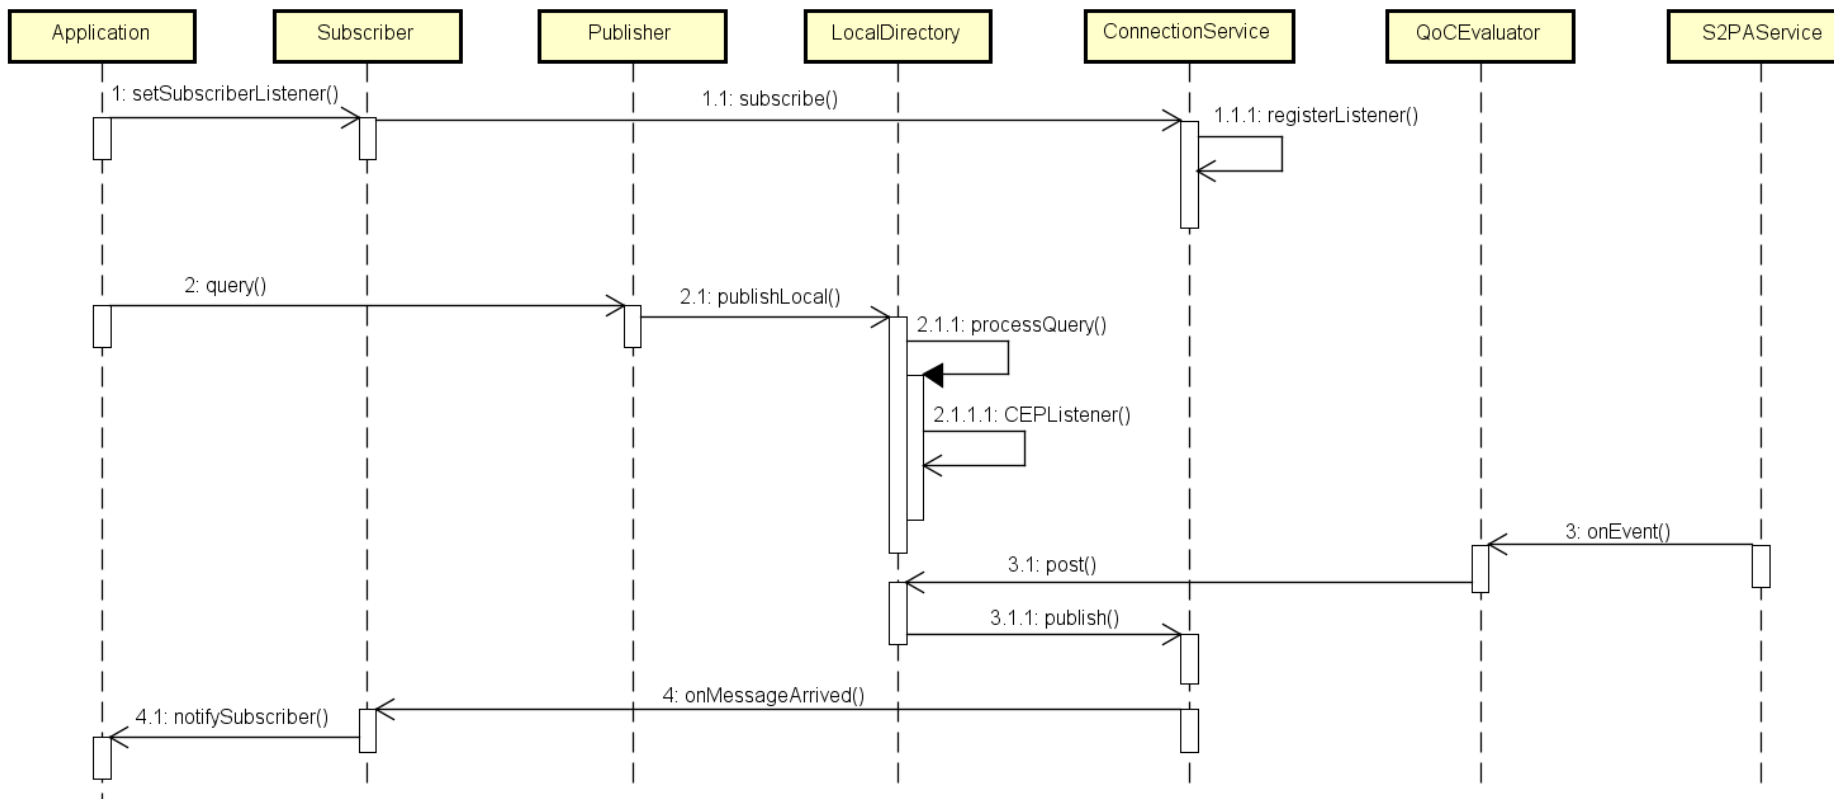 Application
Subscriber
Publisher
LocalDirectory
ConnectionService
QoCEvaluator
S2PAService
1: setSubscriberListener()
1.1: subscribe()
1.1.1: registerListener()
2: query()
2.1: publishLocal()
2.1.1: processQuery()
2.1.1.1: CEPListener()
3: onEvent()
3.1: post()
3.1.1: publish()
4: onMessageArrived()
4.1: notifySubscriber()